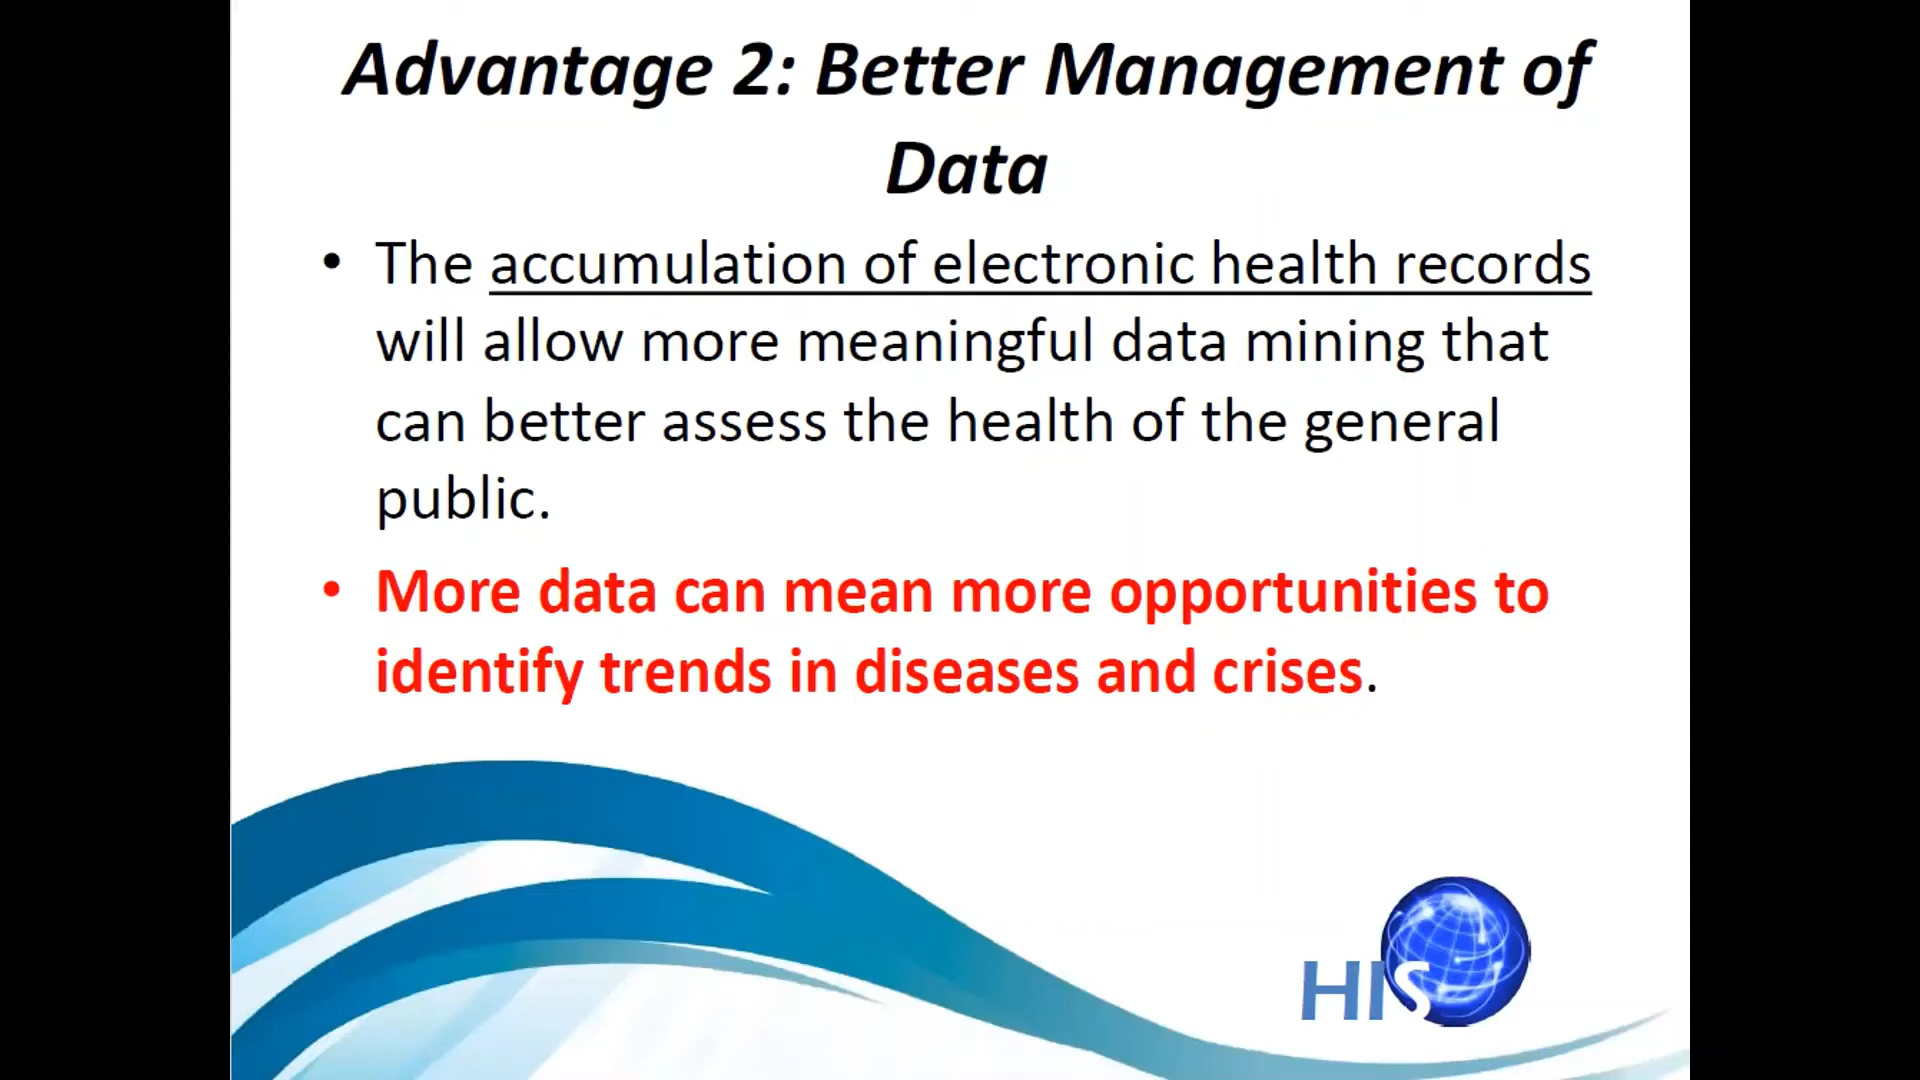 Advantage 2: Better Management of
Data
• The accumulation of electronic health records
will allow more meaningful data mining that
can better assess the health of the general
public.
• More data can mean more opportunities to
identify trends in diseases and crises.
HIS